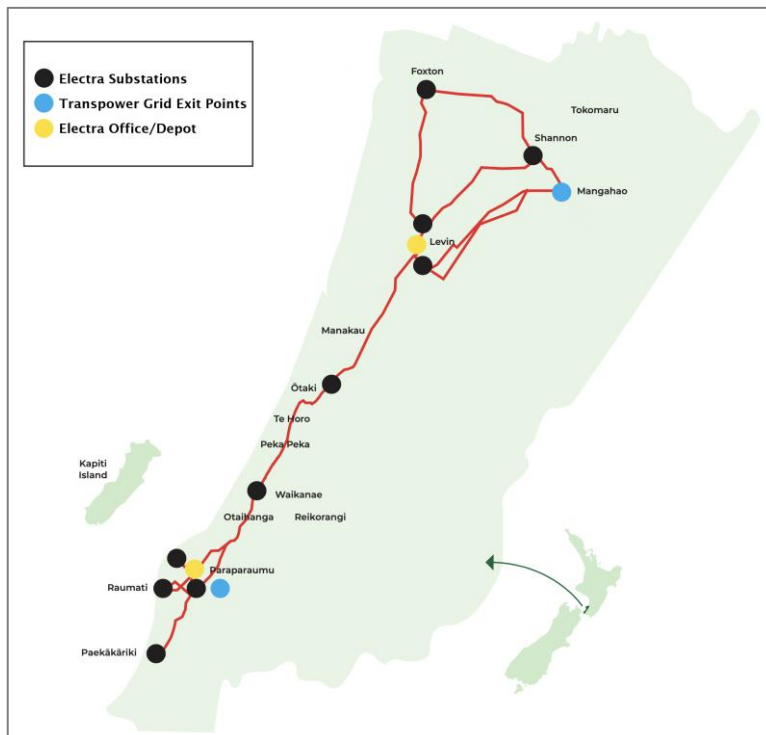 Electra Substations
Transpower Grid Exit Points
Electra Office/Depot
Foxton
Tokomaru
Shannon
Mangahao
Levin
Manakau
Ōtaki
Te Horo
Peka Peka
Kapiti
Island
Waikanae
Otaihanga
Reikorangi
Paraparaumu
Raumati
Paekākāriki